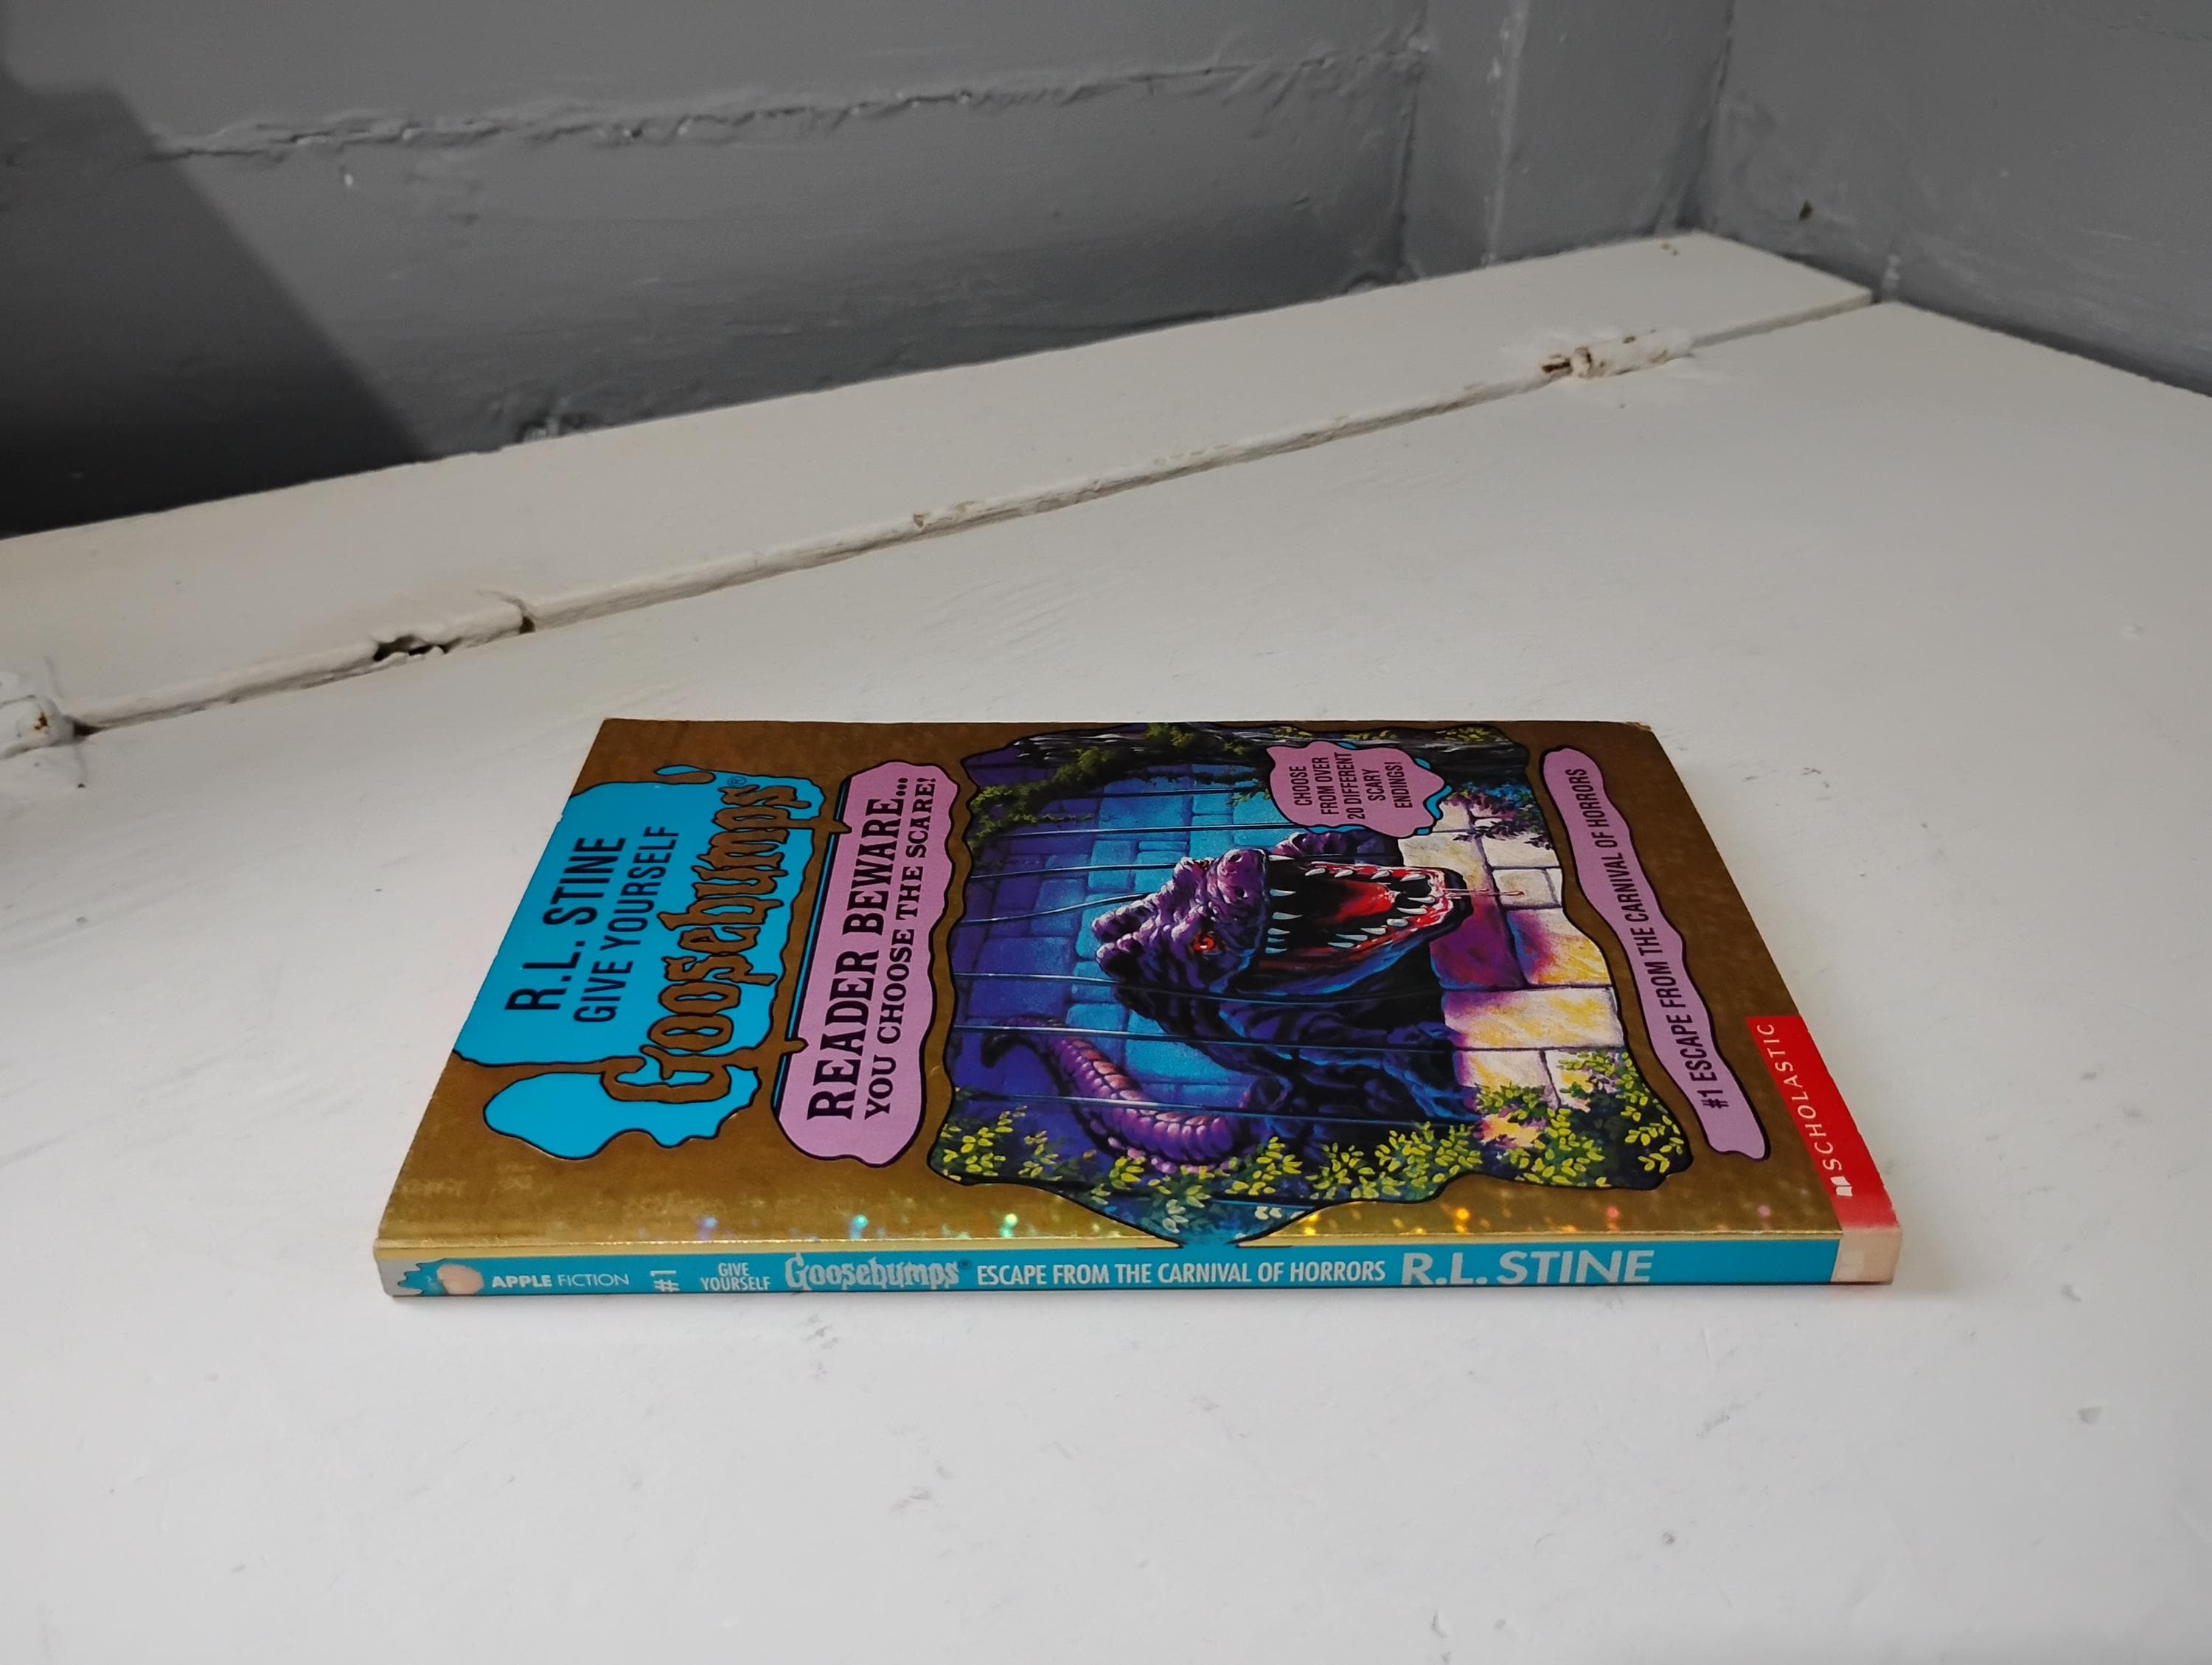 R.L. STINE
GIVE YOURSELF
Goosebumps®
READER BEWARE...
YOU CHOOSE THE SCARE!
CHOOSE
FROM OVER
20 DIFFERENT
SCARY
ENDINGS!
#1 ESCAPE FROM THE CARNIVAL OF HORRORS
SCHOLASTIC
APPLE FICTION
#1
GIVE
YOURSELF
Goosebumps® ESCAPE FROM THE CARNIVAL OF HORRORS R.L. STINE